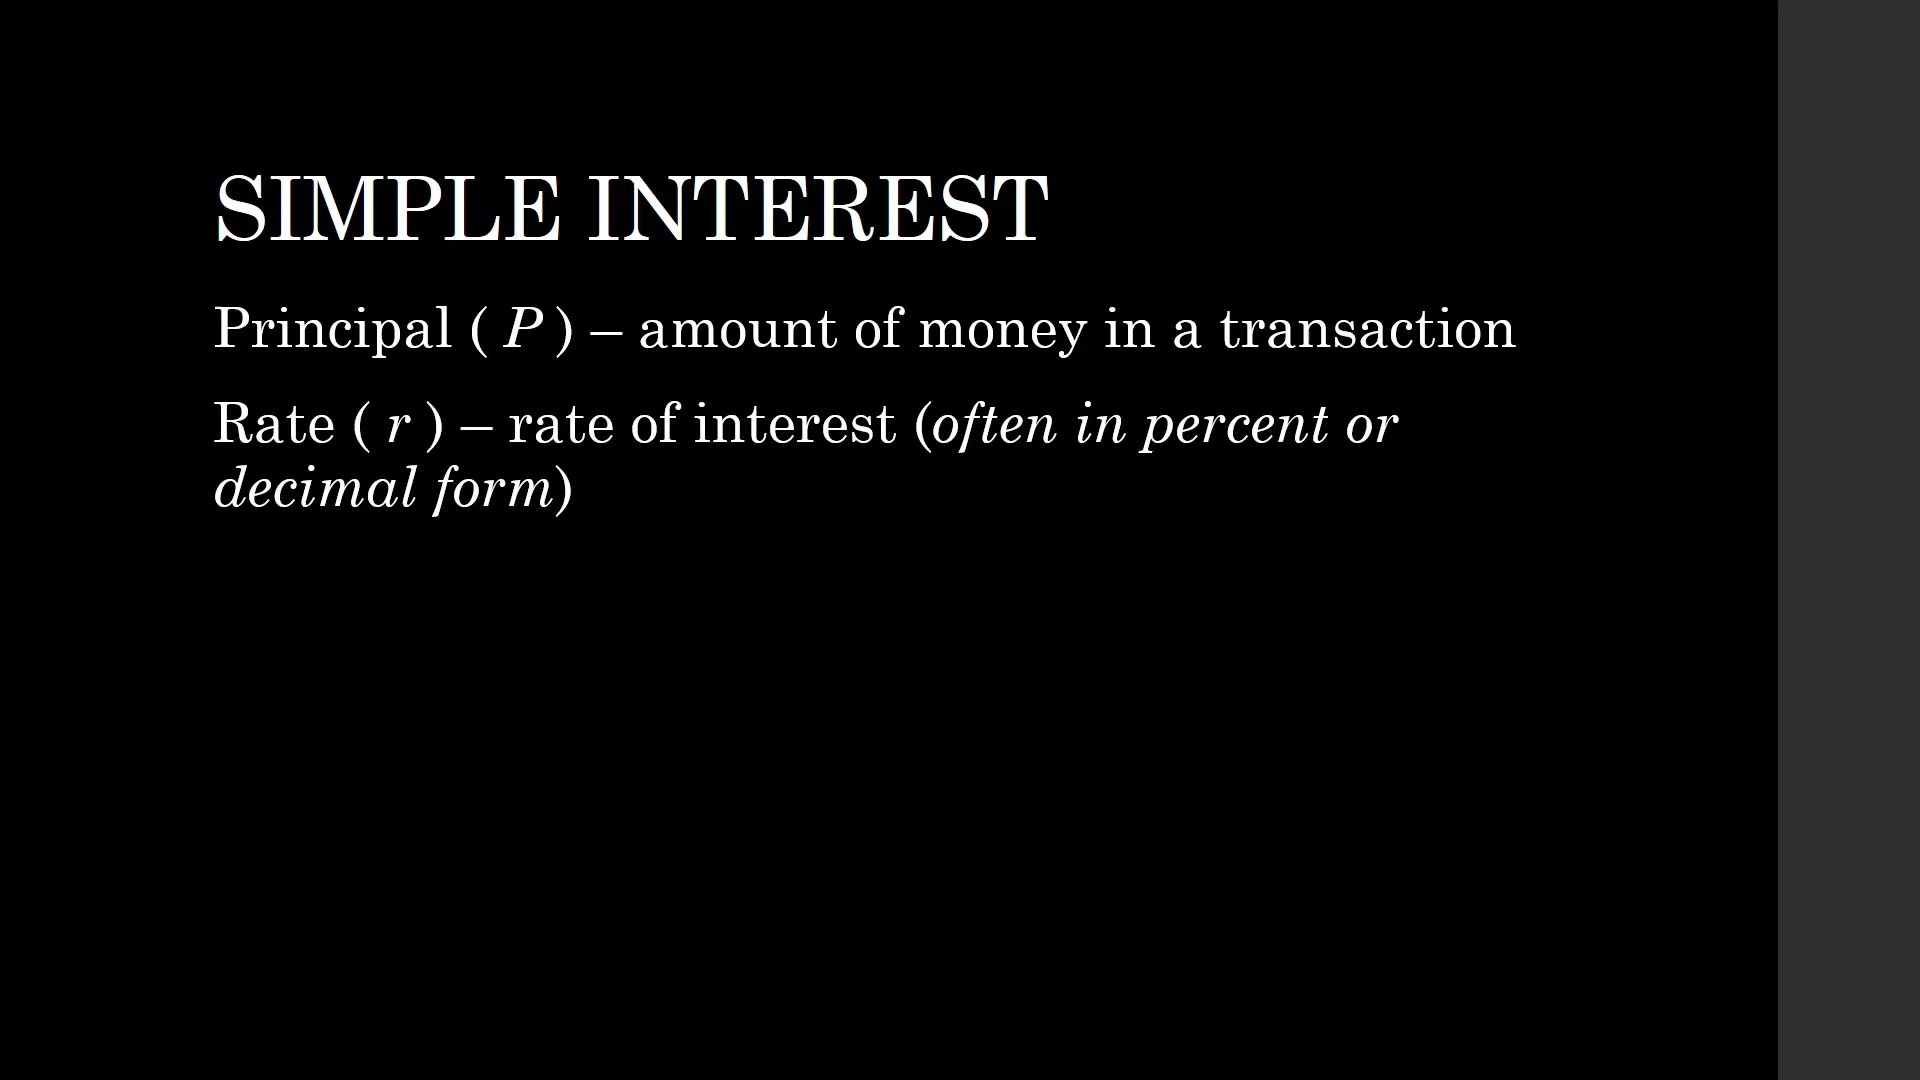 SIMPLE INTEREST
Principal ( P ) – amount of money in a transaction
Rate ( r ) – rate of interest (often in percent or
decimal form)